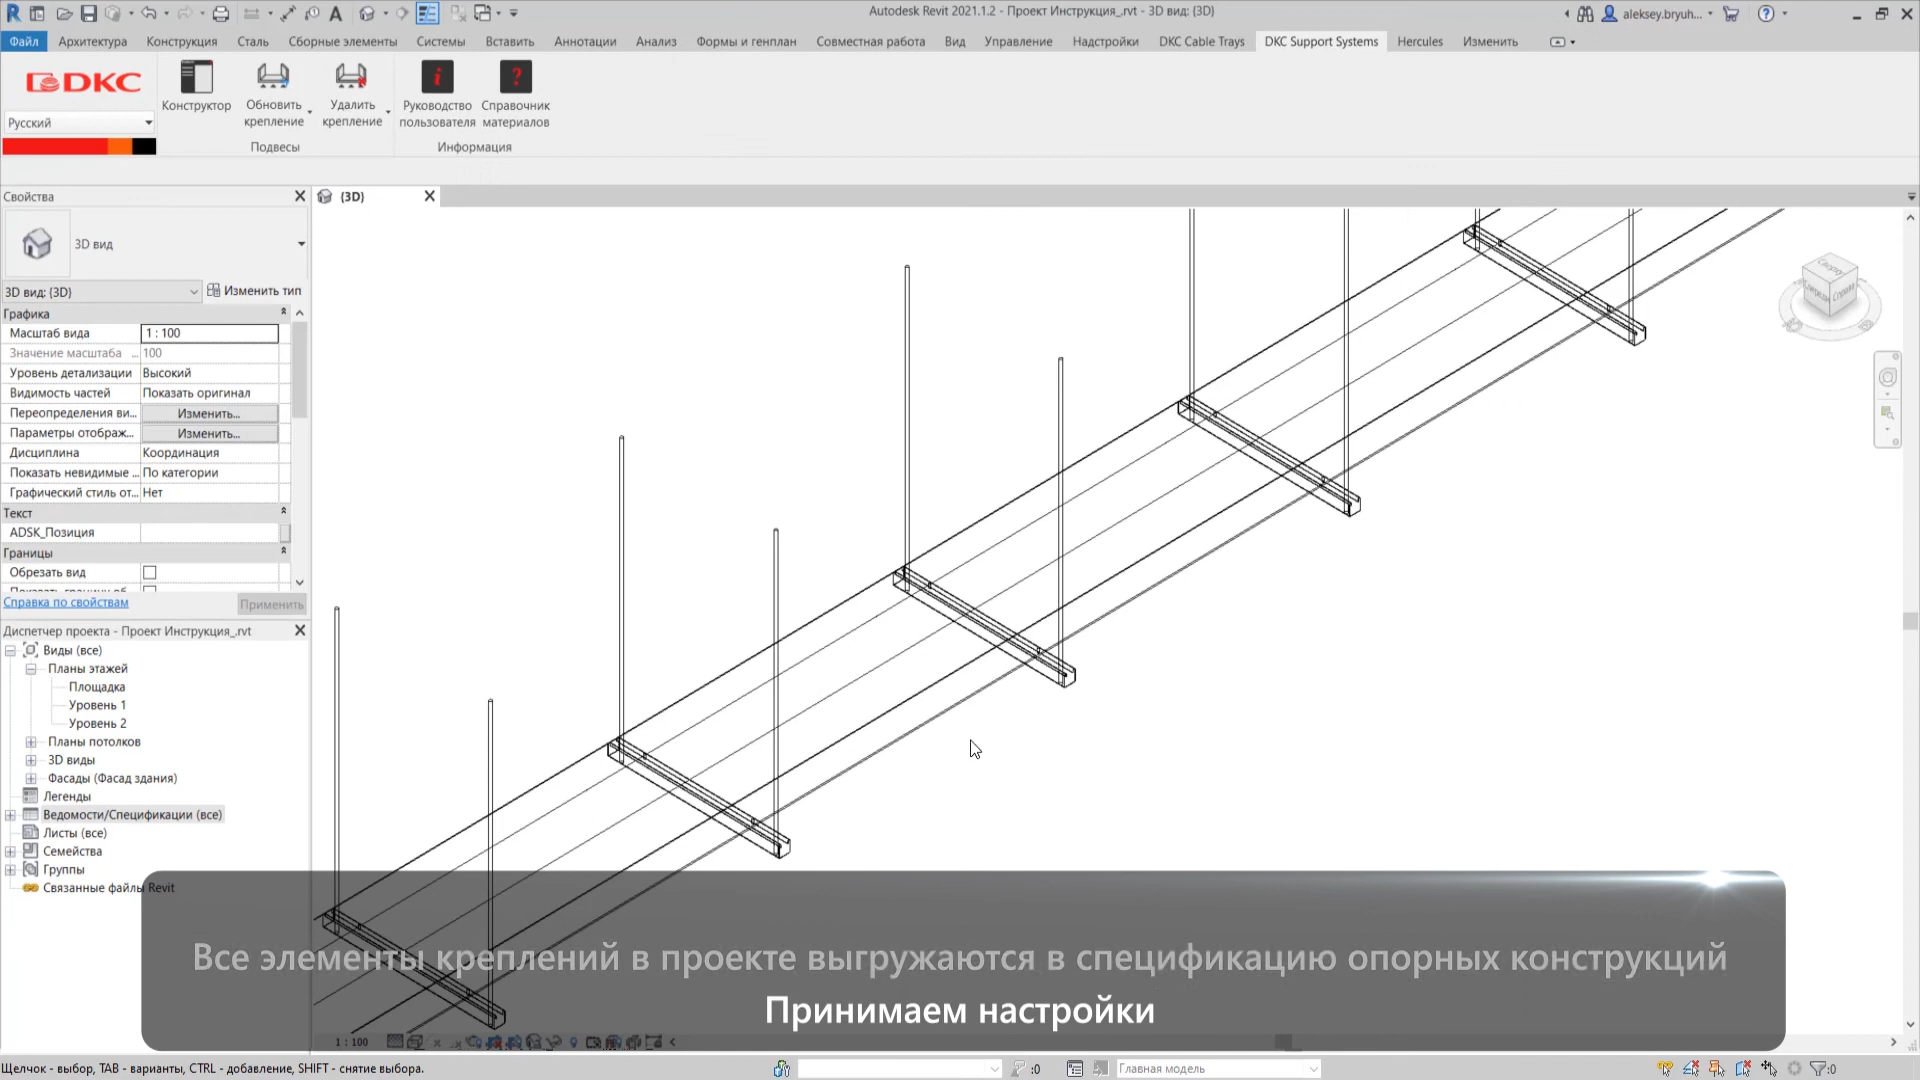 Autodesk Revit 2021.1.2 - Проект Инструкция_.rvt - 3D вид: {3D}
aleksey.bryuh...
Файл Архитектура Конструкция Сталь Сборные элементы Системы Вставить Аннотации Анализ Формы и генплан Совместная работа Вид Управление Надстройки DKC Cable Trays DKC Support Systems Hercules Изменить
DKC
Русский
Конструктор
Обновить крепление
Удалить крепление
Руководство пользователя
Справочник материалов
Подвесы
Информация
Свойства
{3D}
3D вид
3D вид: {3D}
Изменить тип
Графика
Масштаб вида 1 : 100
Значение масштаба ... 100
Уровень детализации Высокий
Видимость частей Показать оригинал
Переопределения ви... Изменить...
Параметры отображ... Изменить...
Дисциплина Координация
Показать невидимые ... По категории
Графический стиль от... Нет
Текст
ADSK_Позиция
Границы
Обрезать вид
Справка по свойствам
Применить
Диспетчер проекта - Проект Инструкция_.rvt
Виды (все)
Планы этажей
Площадка
Уровень 1
Уровень 2
Планы потолков
3D виды
Фасады (Фасад здания)
Легенды
Ведомости/Спецификации (все)
Листы (все)
Семейства
Группы
Связанные файлы Revit
Все элементы креплений в проекте выгружаются в спецификацию опорных конструкций
Принимаем настройки
1 : 100
Щелчок - выбор, TAB - варианты, CTRL - добавление, SHIFT - снятие выбора.
:0
Главная модель
:0